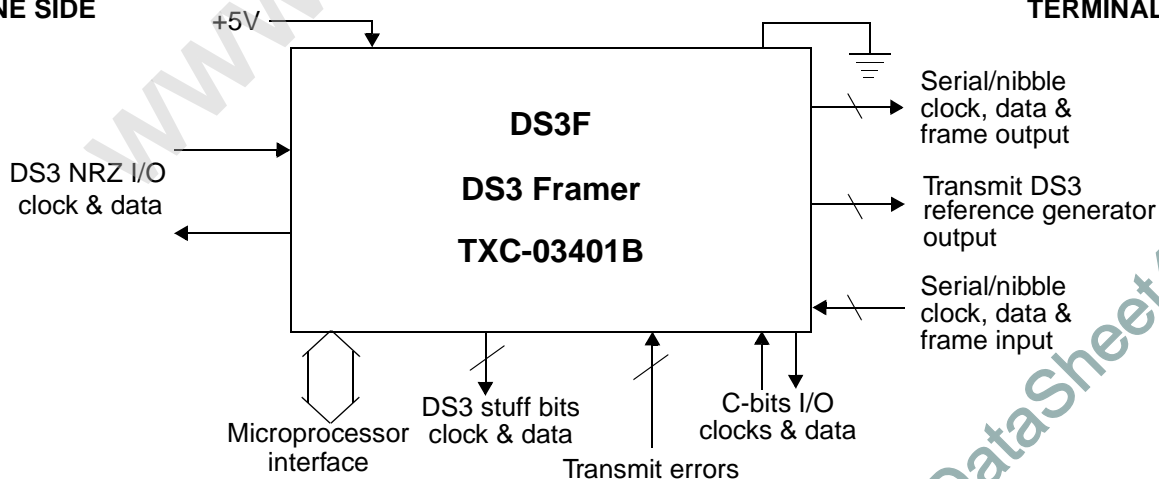 NE SIDE
TERMINAL
+5V
DS3F
DS3 Framer
TXC-03401B
DS3 NRZ I/O
clock & data
Serial/nibble
clock, data &
frame output
Transmit DS3
reference generator
output
Serial/nibble
clock, data &
frame input
Microprocessor
interface
DS3 stuff bits
clock & data
Transmit errors
C-bits I/O
clocks & data
www
DataSheet